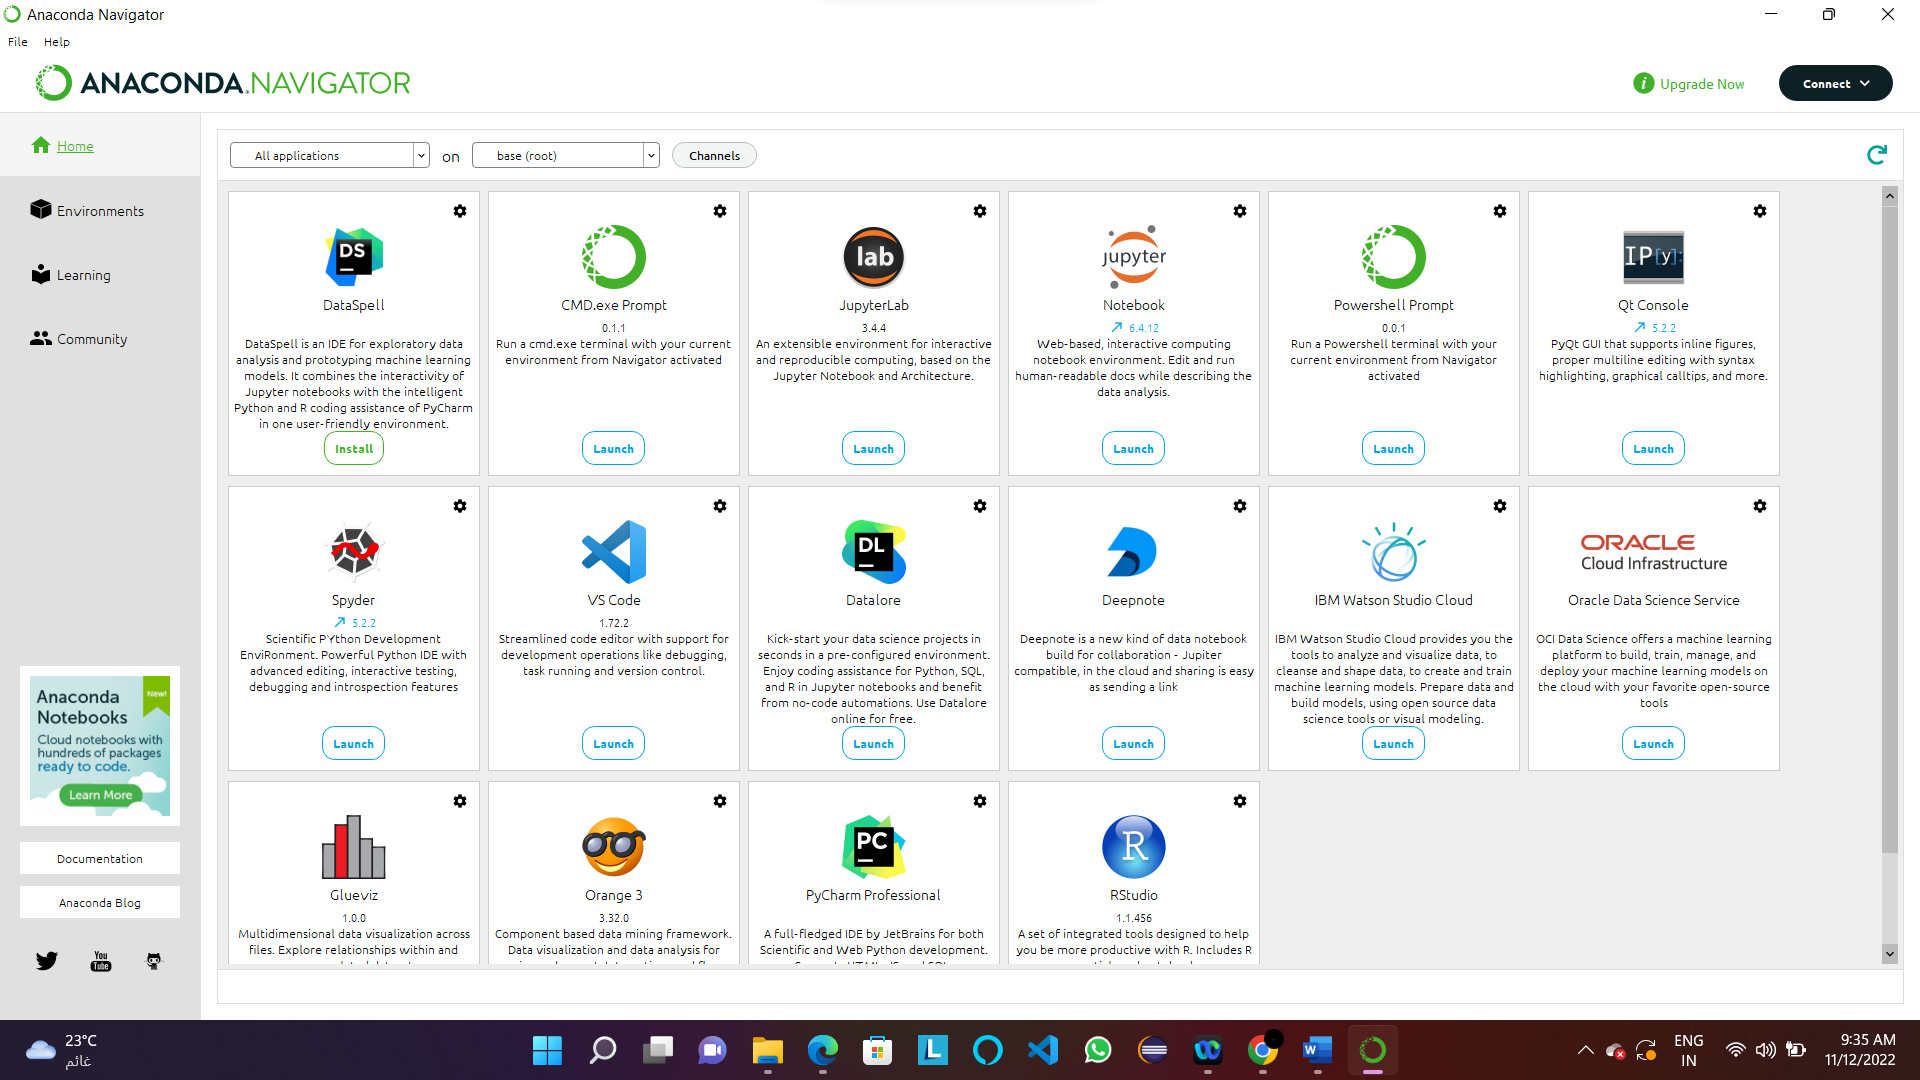 Anaconda Navigator
File Help
ANACONDA.NAVIGATOR
Upgrade Now
Connect
Home
Environments
Learning
Community
All applications on base (root) Channels
DS
DataSpell
DataSpell is an IDE for exploratory data
analysis and prototyping machine learning
models. It combines the interactivity of
Jupyter notebooks with the intelligent
Python and R coding assistance of PyCharm
in one user-friendly environment.
Install
CMD.exe Prompt
0.1.1
Run a cmd.exe terminal with your current
environment from Navigator activated
Launch
lab
JupyterLab
3.4.4
An extensible environment for interactive
and reproducible computing, based on the
Jupyter Notebook and Architecture.
Launch
jupyter
Notebook
6.4.12
Web-based, interactive computing
notebook environment. Edit and run
human-readable docs while describing the
data analysis.
Launch
Powershell Prompt
0.0.1
Run a Powershell terminal with your
current environment from Navigator
activated
Launch
IP[y]:
Qt Console
5.2.2
PyQt GUI that supports inline figures,
proper multiline editing with syntax
highlighting, graphical calltips, and more.
Launch
Spyder
5.2.2
Scientific PYthon Development
EnviRonment. Powerful Python IDE with
advanced editing, interactive testing,
debugging and introspection features
Launch
VS Code
1.72.2
Streamlined code editor with support for
development operations like debugging,
task running and version control.
Launch
DL
Datalore
Kick-start your data science projects in
seconds in a pre-configured environment.
Enjoy coding assistance for Python, SQL,
and R in Jupyter notebooks and benefit
from no-code automations. Use Datalore
online for free.
Launch
Deepnote
Deepnote is a new kind of data notebook
build for collaboration - Jupiter
compatible, in the cloud and sharing is easy
as sending a link
Launch
IBM Watson Studio Cloud
IBM Watson Studio Cloud provides you the
tools to analyze and visualize data, to
cleanse and shape data, to create and train
machine learning models. Prepare data and
build models, using open source data
science tools or visual modeling.
Launch
ORACLE
Cloud Infrastructure
Oracle Data Science Service
OCI Data Science offers a machine learning
platform to build, train, manage, and
deploy your machine learning models on
the cloud with your favorite open-source
tools
Launch
Glueviz
1.0.0
Multidimensional data visualization across
files. Explore relationships within and
Orange 3
3.32.0
Component based data mining framework.
Data visualization and data analysis for
PC
PyCharm Professional
A full-fledged IDE by JetBrains for both
Scientific and Web Python development.
R
RStudio
1.1.456
A set of integrated tools designed to help
you be more productive with R. Includes R
New!
Anaconda
Notebooks
Cloud notebooks with
hundreds of packages
ready to code.
Learn More
Documentation
Anaconda Blog
You
Tube
23°C
غائم
L
W
ENG
IN
9:35 AM
11/12/2022